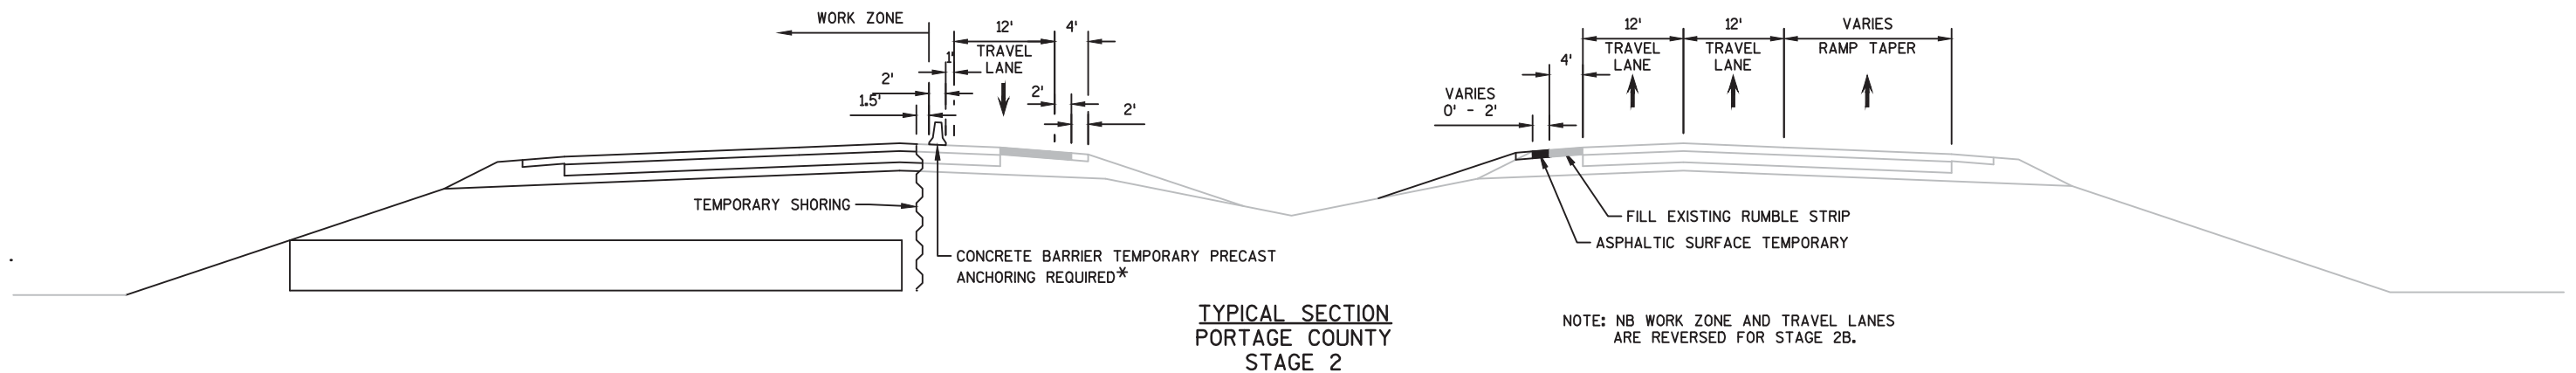 WORK ZONE
12'
4'
TRAVEL
LANE
1'
2'
1.5'
2'
2'
TEMPORARY SHORING
CONCRETE BARRIER TEMPORARY PRECAST
ANCHORING REQUIRED*
12'
12'
VARIES
TRAVEL
LANE
TRAVEL
LANE
RAMP TAPER
4'
VARIES
0' - 2'
FILL EXISTING RUMBLE STRIP
ASPHALTIC SURFACE TEMPORARY
TYPICAL SECTION
PORTAGE COUNTY
STAGE 2
NOTE: NB WORK ZONE AND TRAVEL LANES
ARE REVERSED FOR STAGE 2B.